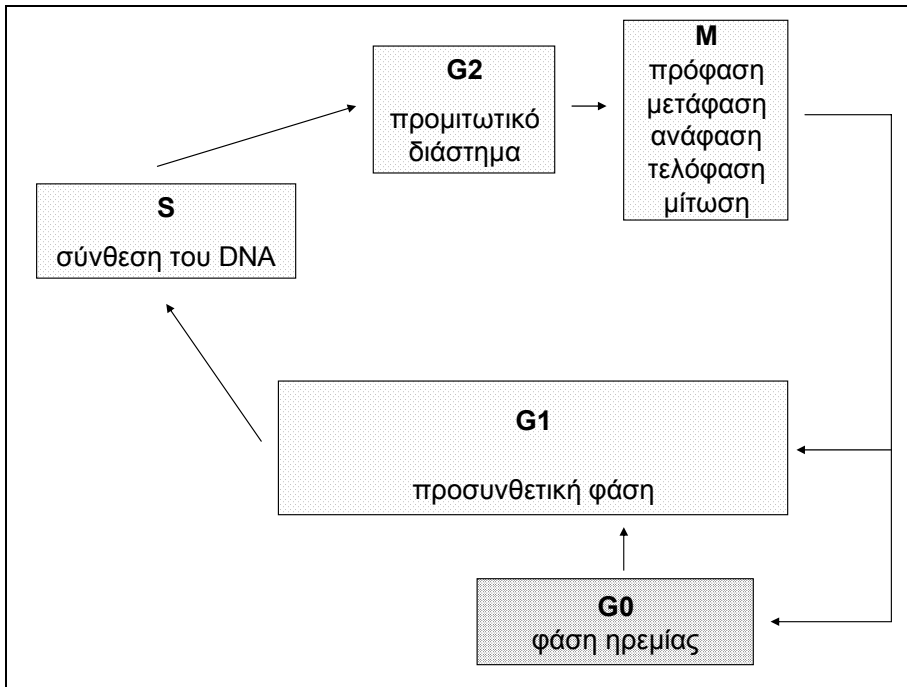 G2
προμιτωτικό
διάστημα
M
πρόφαση
μετάφαση
ανάφαση
τελόφαση
μίτωση
S
σύνθεση του DNA
G1
προσυνθετική φάση
G0
φάση ηρεμίας